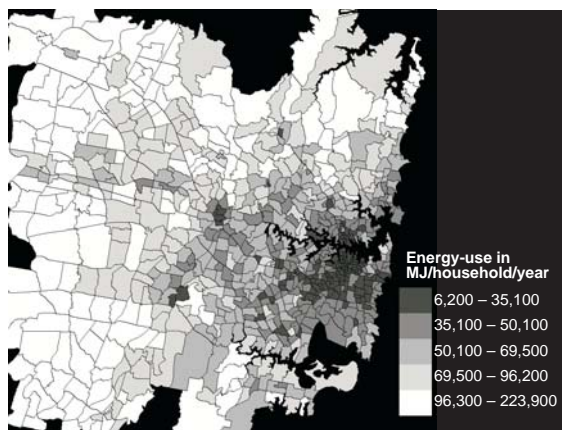 Energy-use in
MJ/household/year
6,200 – 35,100
35,100 – 50,100
50,100 – 69,500
69,500 – 96,200
96,300 – 223,900